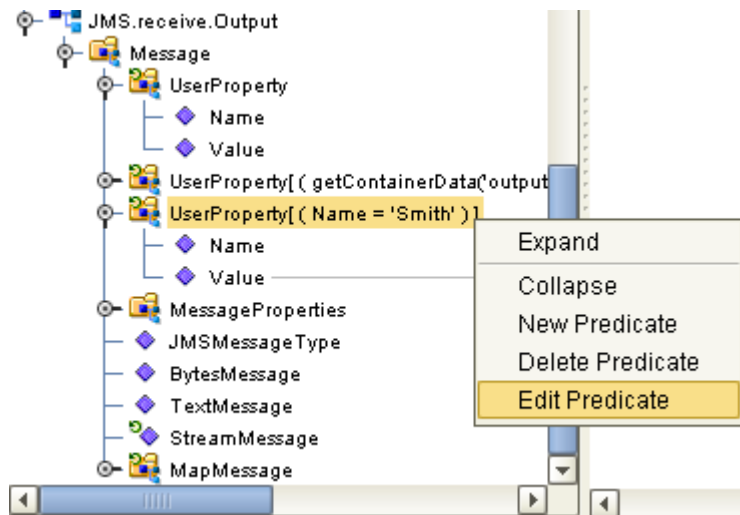 JMS.receive.Output
Message
UserProperty
Name
Value
UserProperty[ ( getContainerData('output
UserProperty[ ( Name = 'Smith' ) ]
Name
Value
MessageProperties
JMSMessageType
BytesMessage
TextMessage
StreamMessage
MapMessage
Expand
Collapse
New Predicate
Delete Predicate
Edit Predicate